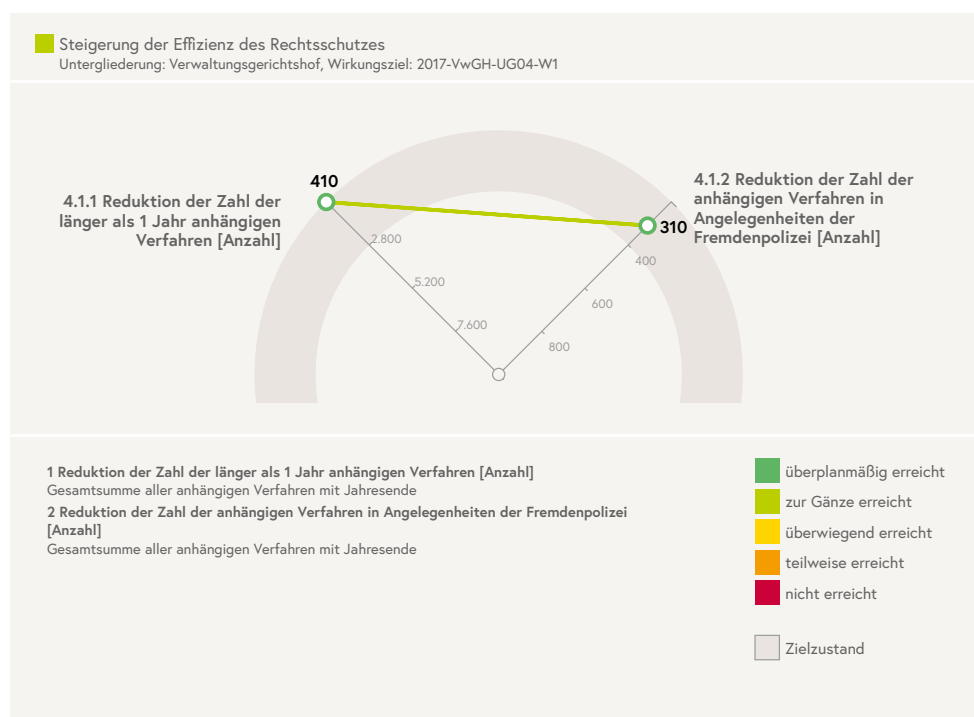 Steigerung der Effizienz des Rechtsschutzes
Untergliederung: Verwaltungsgerichtshof, Wirkungsziel: 2017-VwGH-UG04-W1
410
4.1.1 Reduktion der Zahl der
länger als 1 Jahr anhängigen
Verfahren [Anzahl]
4.1.2 Reduktion der Zahl der
anhängigen Verfahren in
Angelegenheiten der
Fremdenpolizei [Anzahl]
310
2.800
5.200
7.600
400
600
800
1 Reduktion der Zahl der länger als 1 Jahr anhängigen Verfahren [Anzahl]
Gesamtsumme aller anhängigen Verfahren mit Jahresende
2 Reduktion der Zahl der anhängigen Verfahren in Angelegenheiten der Fremdenpolizei
[Anzahl]
Gesamtsumme aller anhängigen Verfahren mit Jahresende
überplanmäßig erreicht
zur Gänze erreicht
überwiegend erreicht
teilweise erreicht
nicht erreicht
Zielzustand